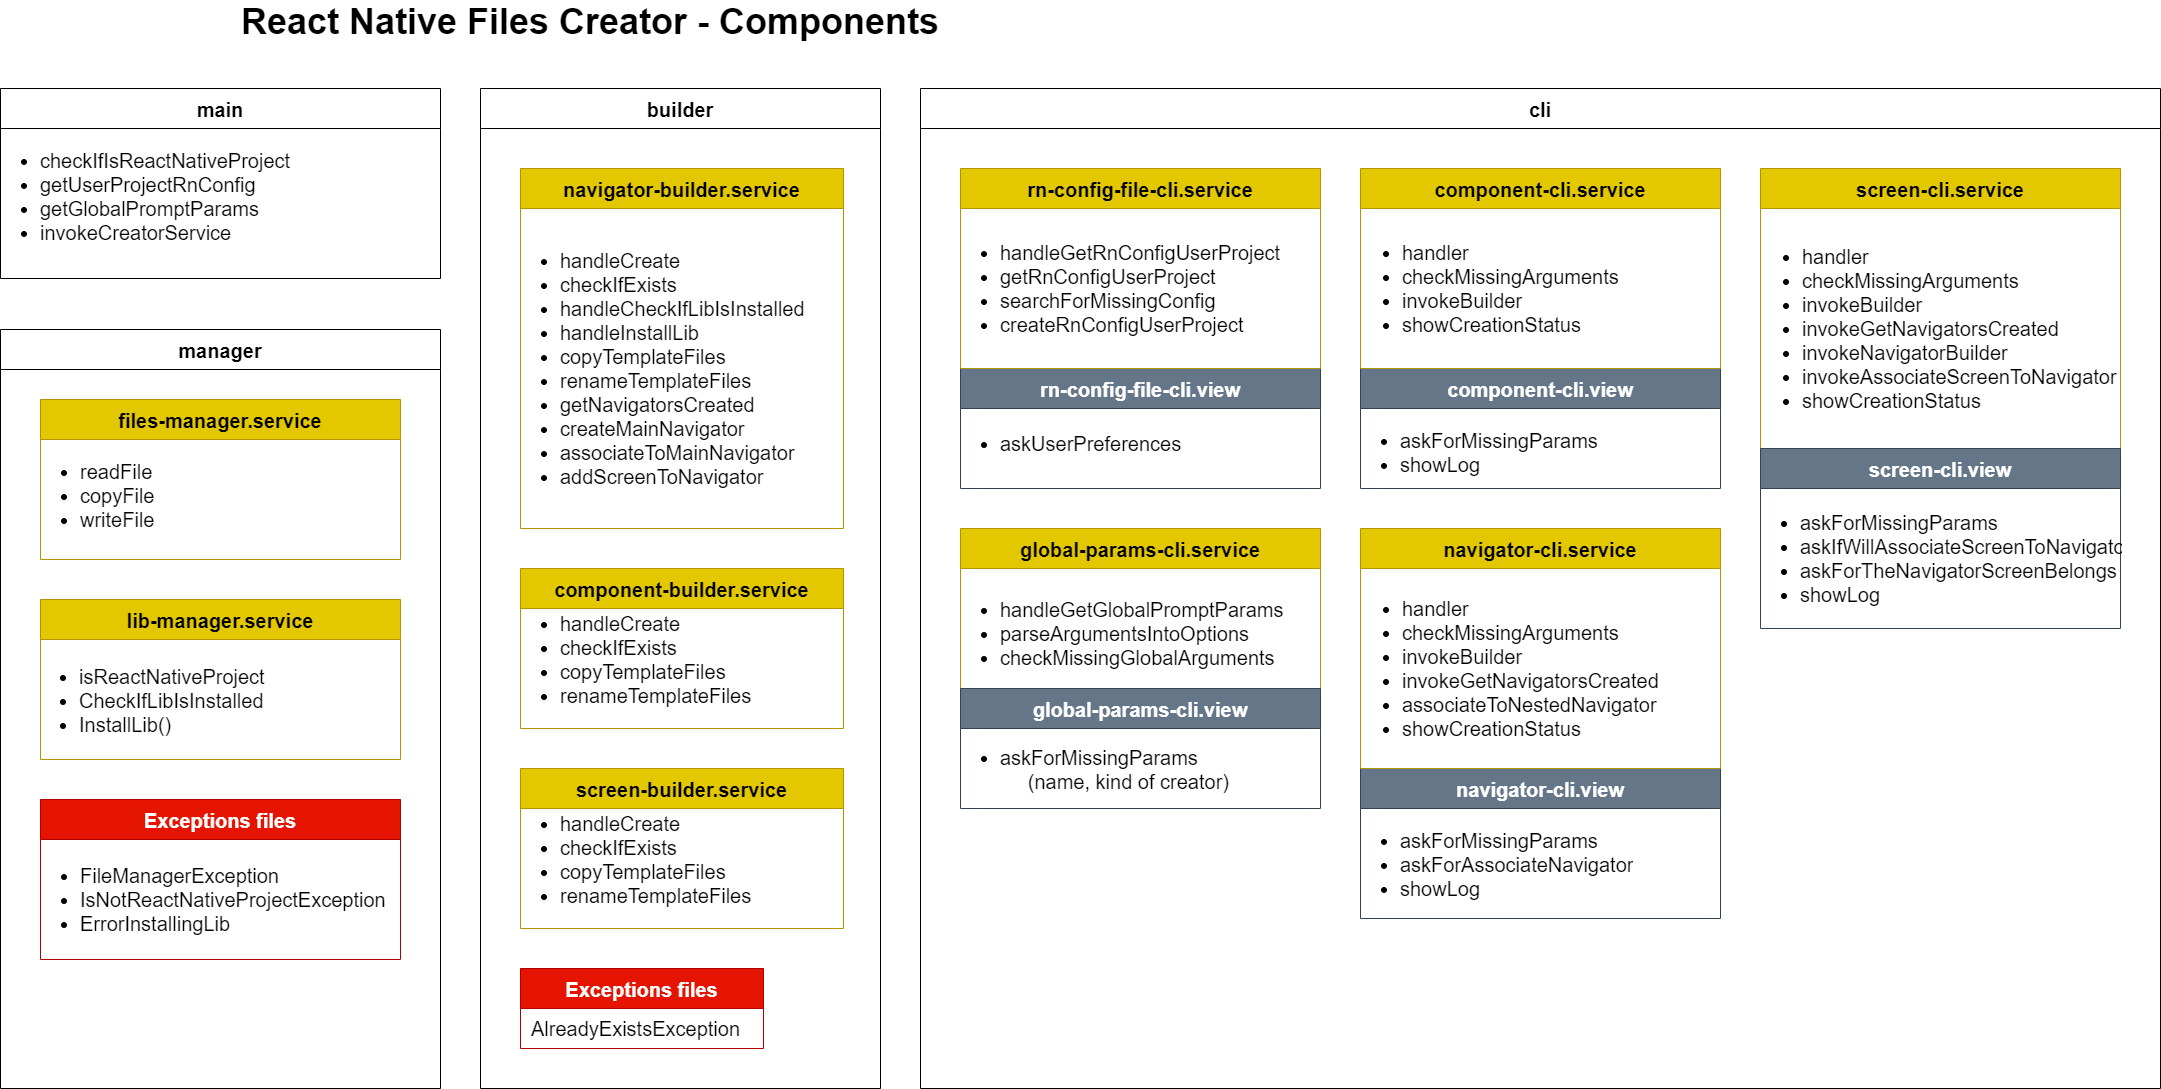 React Native Files Creator - Components
main
checkIfIsReactNativeProject
getUserProjectRnConfig
getGlobalPromptParams
invokeCreatorService
manager
files-manager.service
readFile
copyFile
writeFile
lib-manager.service
isReactNativeProject
CheckIfLibIsInstalled
InstallLib()
Exceptions files
FileManagerException
IsNotReactNativeProjectException
ErrorInstallingLib
builder
navigator-builder.service
handleCreate
checkIfExists
handleCheckIfLibIsInstalled
handleInstallLib
copyTemplateFiles
renameTemplateFiles
getNavigatorsCreated
createMainNavigator
associateToMainNavigator
addScreenToNavigator
component-builder.service
handleCreate
checkIfExists
copyTemplateFiles
renameTemplateFiles
screen-builder.service
handleCreate
checkIfExists
copyTemplateFiles
renameTemplateFiles
Exceptions files
AlreadyExistsException
cli
rn-config-file-cli.service
handleGetRnConfigUserProject
getRnConfigUserProject
searchForMissingConfig
createRnConfigUserProject
rn-config-file-cli.view
askUserPreferences
global-params-cli.service
handleGetGlobalPromptParams
parseArgumentsIntoOptions
checkMissingGlobalArguments
global-params-cli.view
askForMissingParams
(name, kind of creator)
component-cli.service
handler
checkMissingArguments
invokeBuilder
showCreationStatus
component-cli.view
askForMissingParams
showLog
navigator-cli.service
handler
checkMissingArguments
invokeBuilder
invokeGetNavigatorsCreated
associateToNestedNavigator
showCreationStatus
navigator-cli.view
askForMissingParams
askForAssociateNavigator
showLog
screen-cli.service
handler
checkMissingArguments
invokeBuilder
invokeGetNavigatorsCreated
invokeNavigatorBuilder
invokeAssociateScreenToNavigator
showCreationStatus
screen-cli.view
askForMissingParams
askIfWillAssociateScreenToNavigato
askForTheNavigatorScreenBelongs
showLog